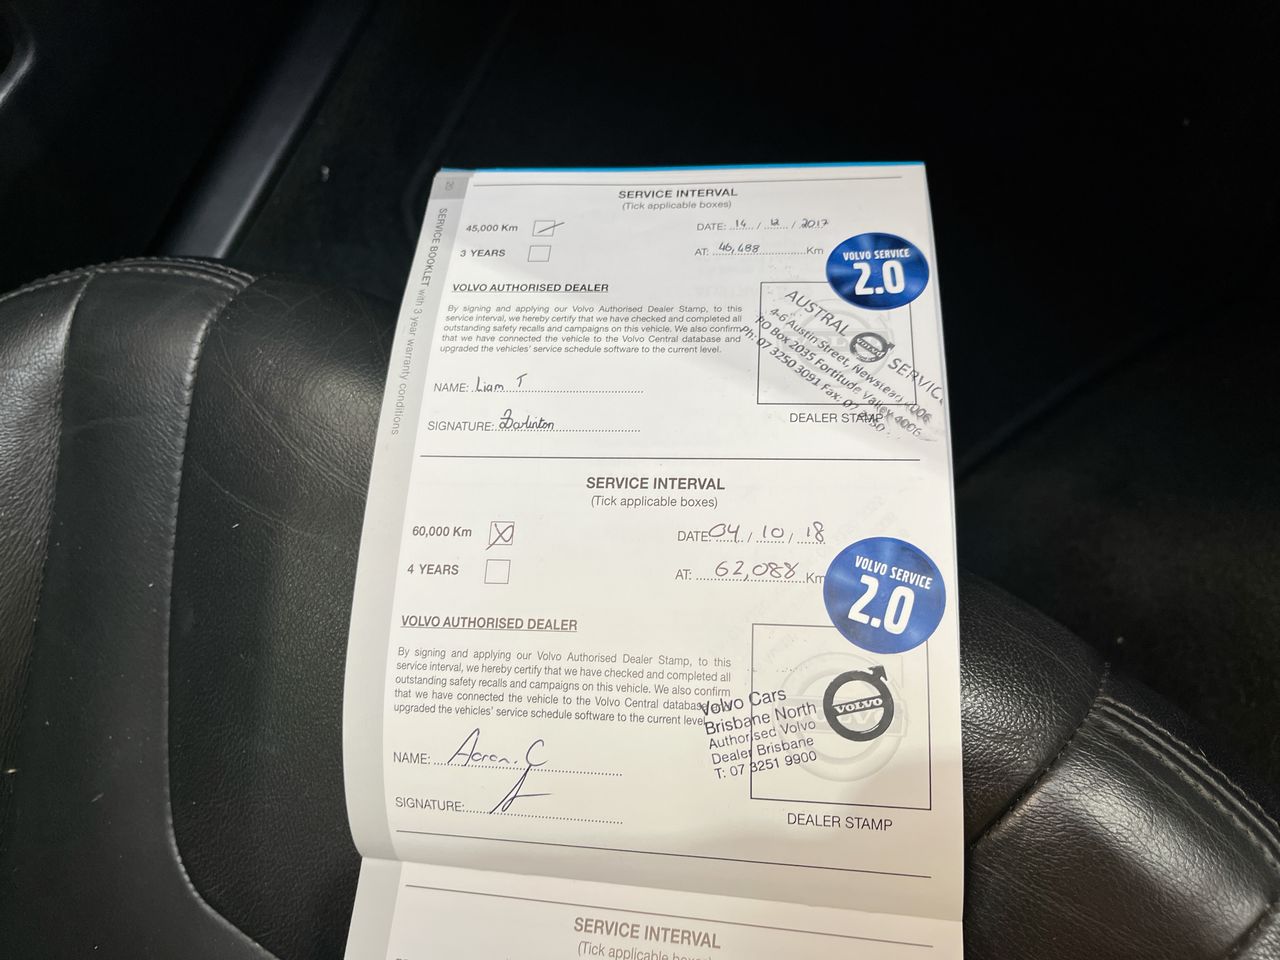 20
SERVICE BOOKLET with 3 year warranty conditions
SERVICE INTERVAL
(Tick applicable boxes)
45,000 Km
DATE: 14 / 12 / 2017
3 YEARS
AT: 46,488 Km
VOLVO SERVICE
2.0
VOLVO AUTHORISED DEALER
By signing and applying our Volvo Authorised Dealer Stamp, to this
service interval, we hereby certify that we have checked and completed all
outstanding safety recalls and campaigns on this vehicle. We also confirm
that we have connected the vehicle to the Volvo Central database and
upgraded the vehicles' service schedule software to the current level.
AUSTRAL VOLVO SERVICE
4-6 Austin Street, Newstead 4006
PO Box 2035 Fortitude Valley 4006
Ph: 07 3250 3091 Fax: 07
NAME: Liam T
SIGNATURE:
DEALER STAMP
SERVICE INTERVAL
(Tick applicable boxes)
60,000 Km
DATE: 04 / 10 / 18
4 YEARS
AT: 62,088 Km
VOLVO SERVICE
2.0
VOLVO AUTHORISED DEALER
By signing and applying our Volvo Authorised Dealer Stamp, to this
service interval, we hereby certify that we have checked and completed all
outstanding safety recalls and campaigns on this vehicle. We also confirm
that we have connected the vehicle to the Volvo Central database and
upgraded the vehicles' service schedule software to the current level.
Volvo Cars
Brisbane North
Authorised Volvo
Dealer Brisbane
T: 07 3251 9900
VOLVO
NAME: Aaron. C
SIGNATURE:
DEALER STAMP
SERVICE INTERVAL
(Tick applicable boxes)